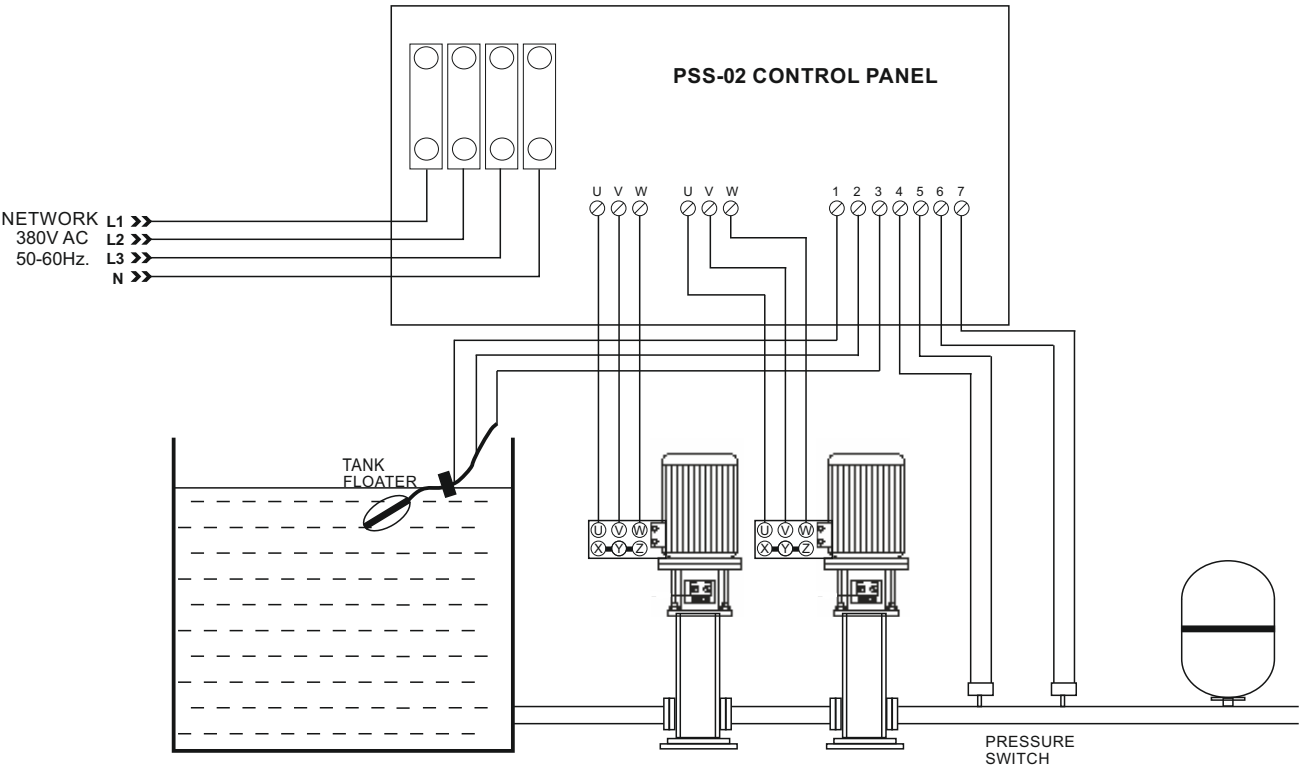 PSS-02 CONTROL PANEL
U V W
U V W
1 2 3 4 5 6 7
NETWORK L1
380V AC L2
50-60Hz. L3
N
TANK
FLOATER
U V W
X Y Z
U V W
X Y Z
PRESSURE
SWITCH